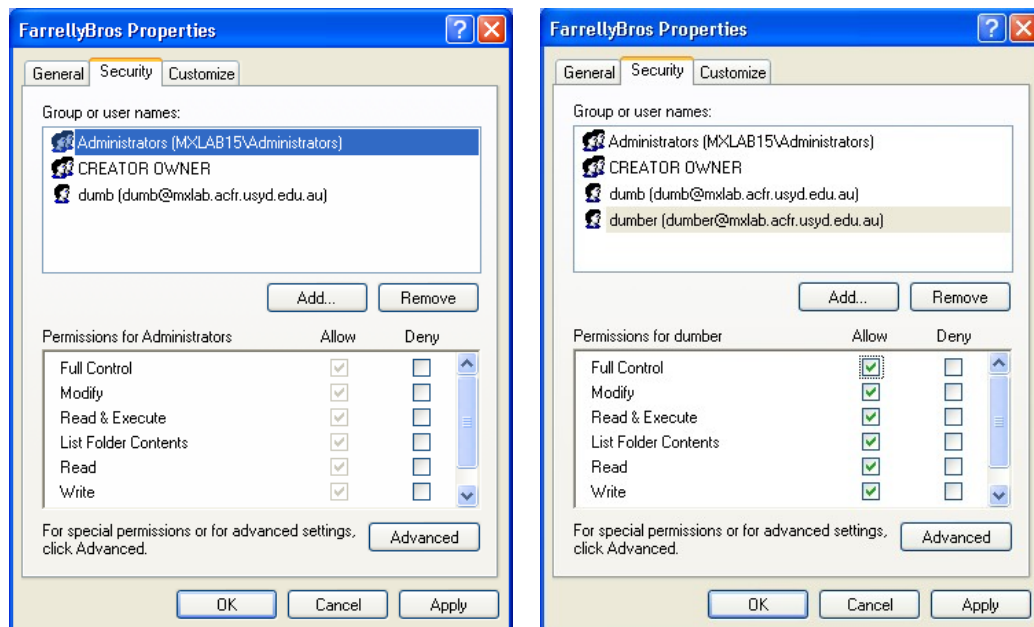 FarrellyBros Properties
General Security Customize
Group or user names:
Administrators (MXLAB15\Administrators)
CREATOR OWNER
dumb (dumb@mxlab.acfr.usyd.edu.au)
Add... Remove
Permissions for Administrators Allow Deny
Full Control
Modify
Read & Execute
List Folder Contents
Read
Write
For special permissions or for advanced settings,
click Advanced.
Advanced
OK Cancel Apply
FarrellyBros Properties
General Security Customize
Group or user names:
Administrators (MXLAB15\Administrators)
CREATOR OWNER
dumb (dumb@mxlab.acfr.usyd.edu.au)
dumber (dumber@mxlab.acfr.usyd.edu.au)
Add... Remove
Permissions for dumber Allow Deny
Full Control
Modify
Read & Execute
List Folder Contents
Read
Write
For special permissions or for advanced settings,
click Advanced.
Advanced
OK Cancel Apply